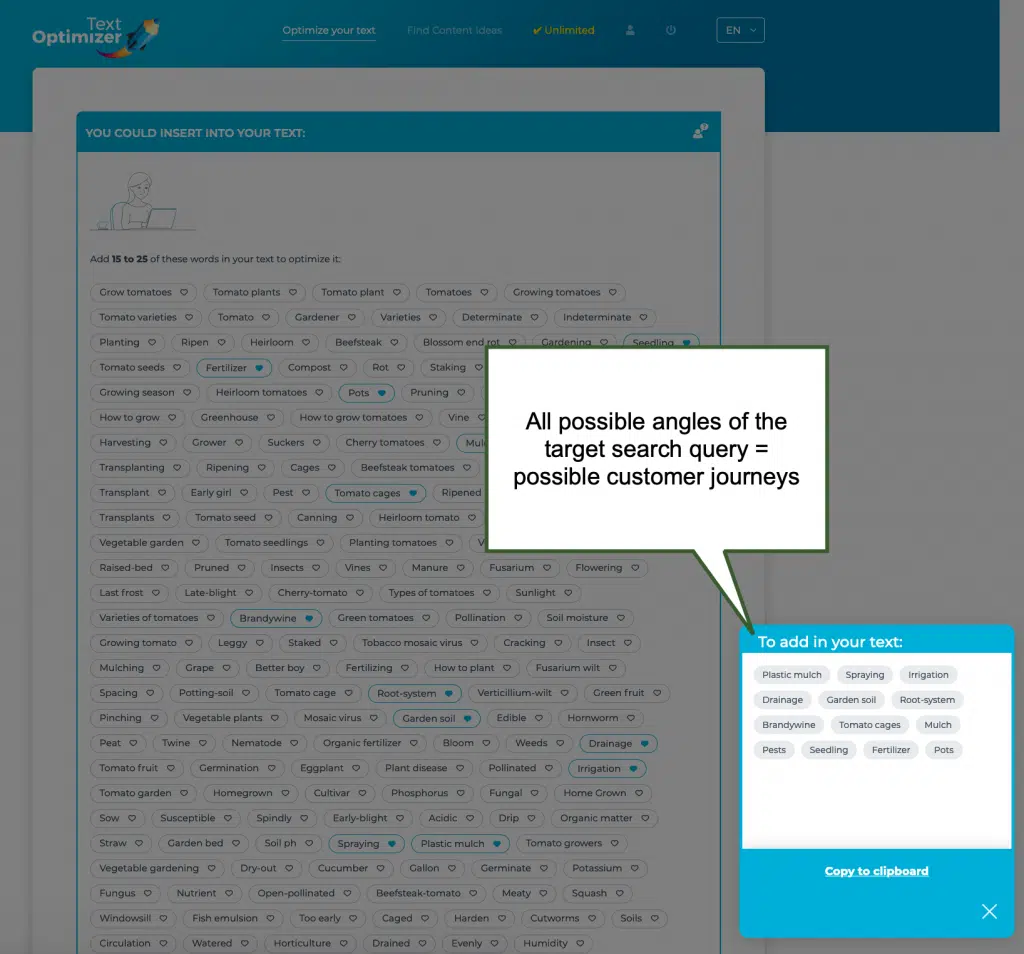 Text
Optimizer
Optimize your text
Find Content Ideas
✔ Unlimited
EN
YOU COULD INSERT INTO YOUR TEXT:
Add 15 to 25 of these words in your text to optimize it:
Grow tomatoes Tomato plants Tomato plant Tomatoes Growing tomatoes
Tomato varieties Tomato Gardener Varieties Determinate Indeterminate
Planting Ripen Heirloom Beefsteak Blossom end rot Gardening Seedling
Tomato seeds Fertilizer Compost Rot Staking
Growing season Heirloom tomatoes Pots Pruning
How to grow Greenhouse How to grow tomatoes Vine
Harvesting Grower Suckers Cherry tomatoes Mulc
Transplanting Ripening Cages Beefsteak tomatoes
Transplant Early girl Pest Tomato cages Ripened
Transplants Tomato seed Canning Heirloom tomato
Vegetable garden Tomato seedlings Planting tomatoes V
Raised-bed Pruned Insects Vines Manure Fusarium Flowering
Last frost Late-blight Cherry-tomato Types of tomatoes Sunlight
Varieties of tomatoes Brandywine Green tomatoes Pollination Soil moisture
Growing tomato Leggy Staked Tobacco mosaic virus Cracking Insect
Mulching Grape Better boy Fertilizing How to plant Fusarium wilt
Spacing Potting-soil Tomato cage Root-system Verticillium-wilt Green fruit
Pinching Vegetable plants Mosaic virus Garden soil Edible Hornworm
Peat Twine Nematode Organic fertilizer Bloom Weeds Drainage
Tomato fruit Germination Eggplant Plant disease Pollinated Irrigation
Tomato garden Homegrown Cultivar Phosphorus Fungal Home Grown
Sow Susceptible Spindly Early-blight Acidic Drip Organic matter
Straw Garden bed Soil ph Spraying Plastic mulch Tomato growers
Vegetable gardening Dry-out Cucumber Gallon Germinate Potassium
Fungus Nutrient Open-pollinated Beefsteak-tomato Meaty Squash
Windowsill Fish emulsion Too early Caged Harden Cutworms Soils
Circulation Watered Horticulture Drained Evenly Humidity
All possible angles of the
target search query =
possible customer journeys
To add in your text:
Plastic mulch Spraying Irrigation
Drainage Garden soil Root-system
Brandywine Tomato cages Mulch
Pests Seedling Fertilizer Pots
Copy to clipboard